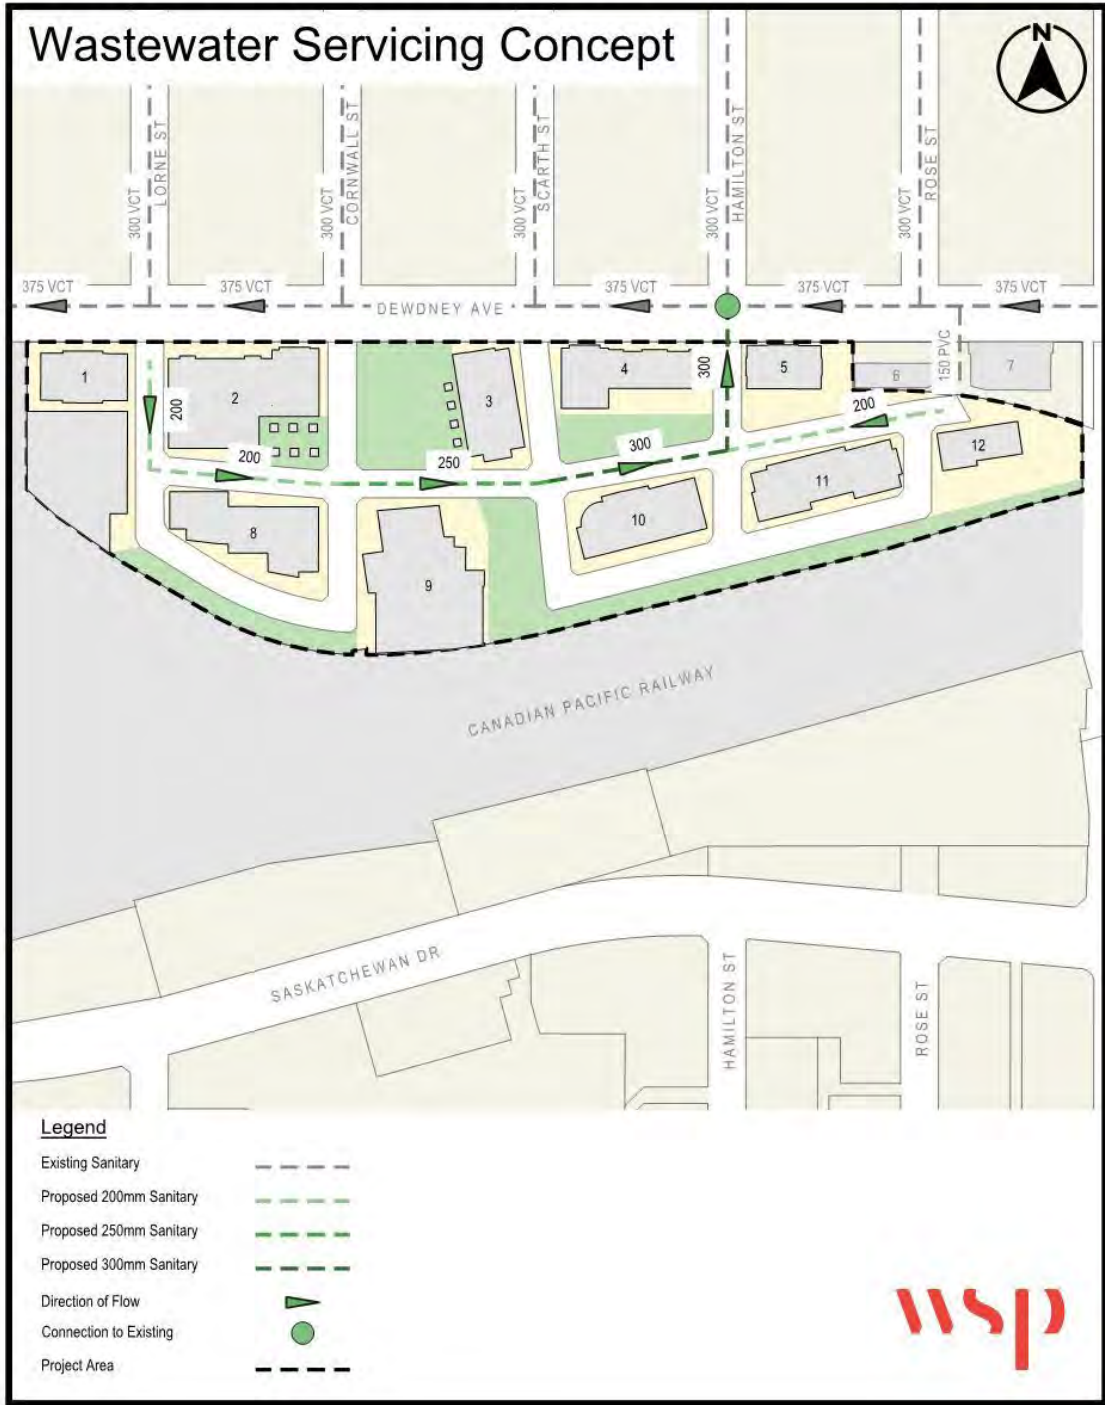 Wastewater Servicing Concept
N
LORNE ST
CORNWALL ST
SCARTH ST
HAMILTON ST
ROSE ST
300 VCT
300 VCT
300 VCT
300 VCT
300 VCT
375 VCT
375 VCT
375 VCT
375 VCT
375 VCT
DEWDNEY AVE
150 PVC
1
2
3
4
5
6
7
200
300
200
200
250
300
8
9
10
11
12
CANADIAN PACIFIC RAILWAY
SASKATCHEWAN DR
HAMILTON ST
ROSE ST
Legend
Existing Sanitary
Proposed 200mm Sanitary
Proposed 250mm Sanitary
Proposed 300mm Sanitary
Direction of Flow
Connection to Existing
Project Area
wsp